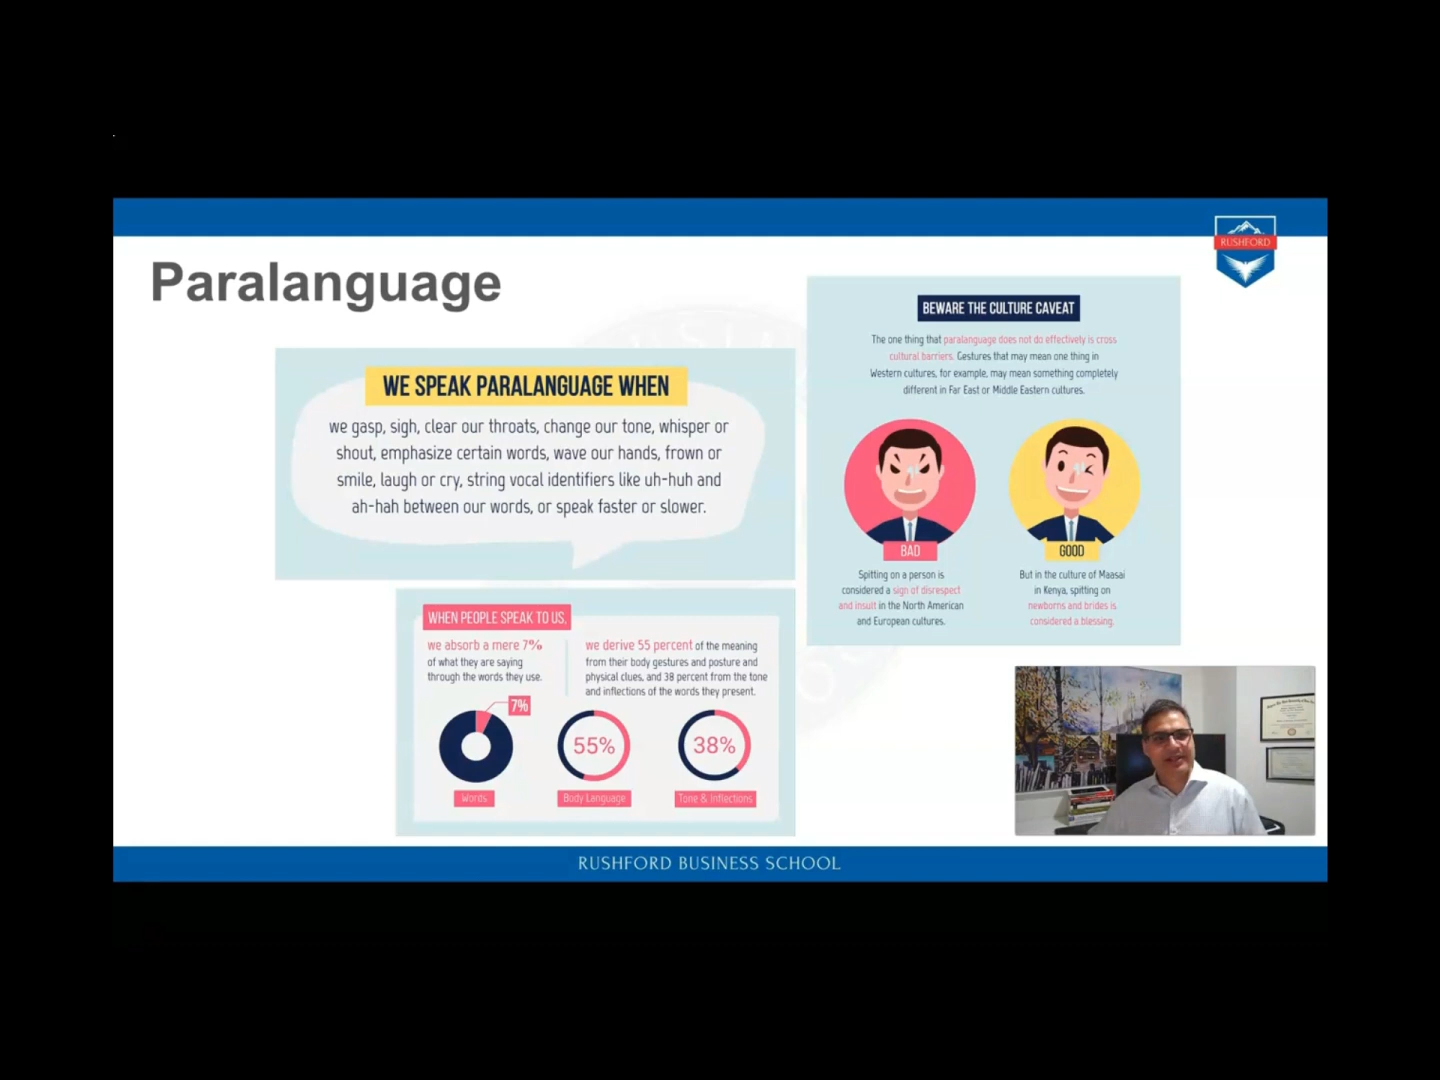 RUSHFORD
Paralanguage
WE SPEAK PARALANGUAGE WHEN
we gasp, sigh, clear our throats, change our tone, whisper or
shout, emphasize certain words, wave our hands, frown or
smile, laugh or cry, string vocal identifiers like uh-huh and
ah-hah between our words, or speak faster or slower.
BEWARE THE CULTURE CAVEAT
The one thing that paralanguage does not do effectively is cross
cultural barriers. Gestures that may mean one thing in
Western cultures, for example, may mean something completely
different in Far East or Middle Eastern cultures.
BAD
Spitting on a person is
considered a sign of disrespect
and insult in the North American
and European cultures.
GOOD
But in the culture of Maasai
in Kenya, spitting on
newborns and brides is
considered a blessing.
WHEN PEOPLE SPEAK TO US,
we absorb a mere 7%
of what they are saying
through the words they use.
7%
Words
we derive 55 percent of the meaning
from their body gestures and posture and
physical clues, and 38 percent from the tone
and inflections of the words they present.
55%
Body Language
38%
Tone & Inflections
RUSHFORD BUSINESS SCHOOL